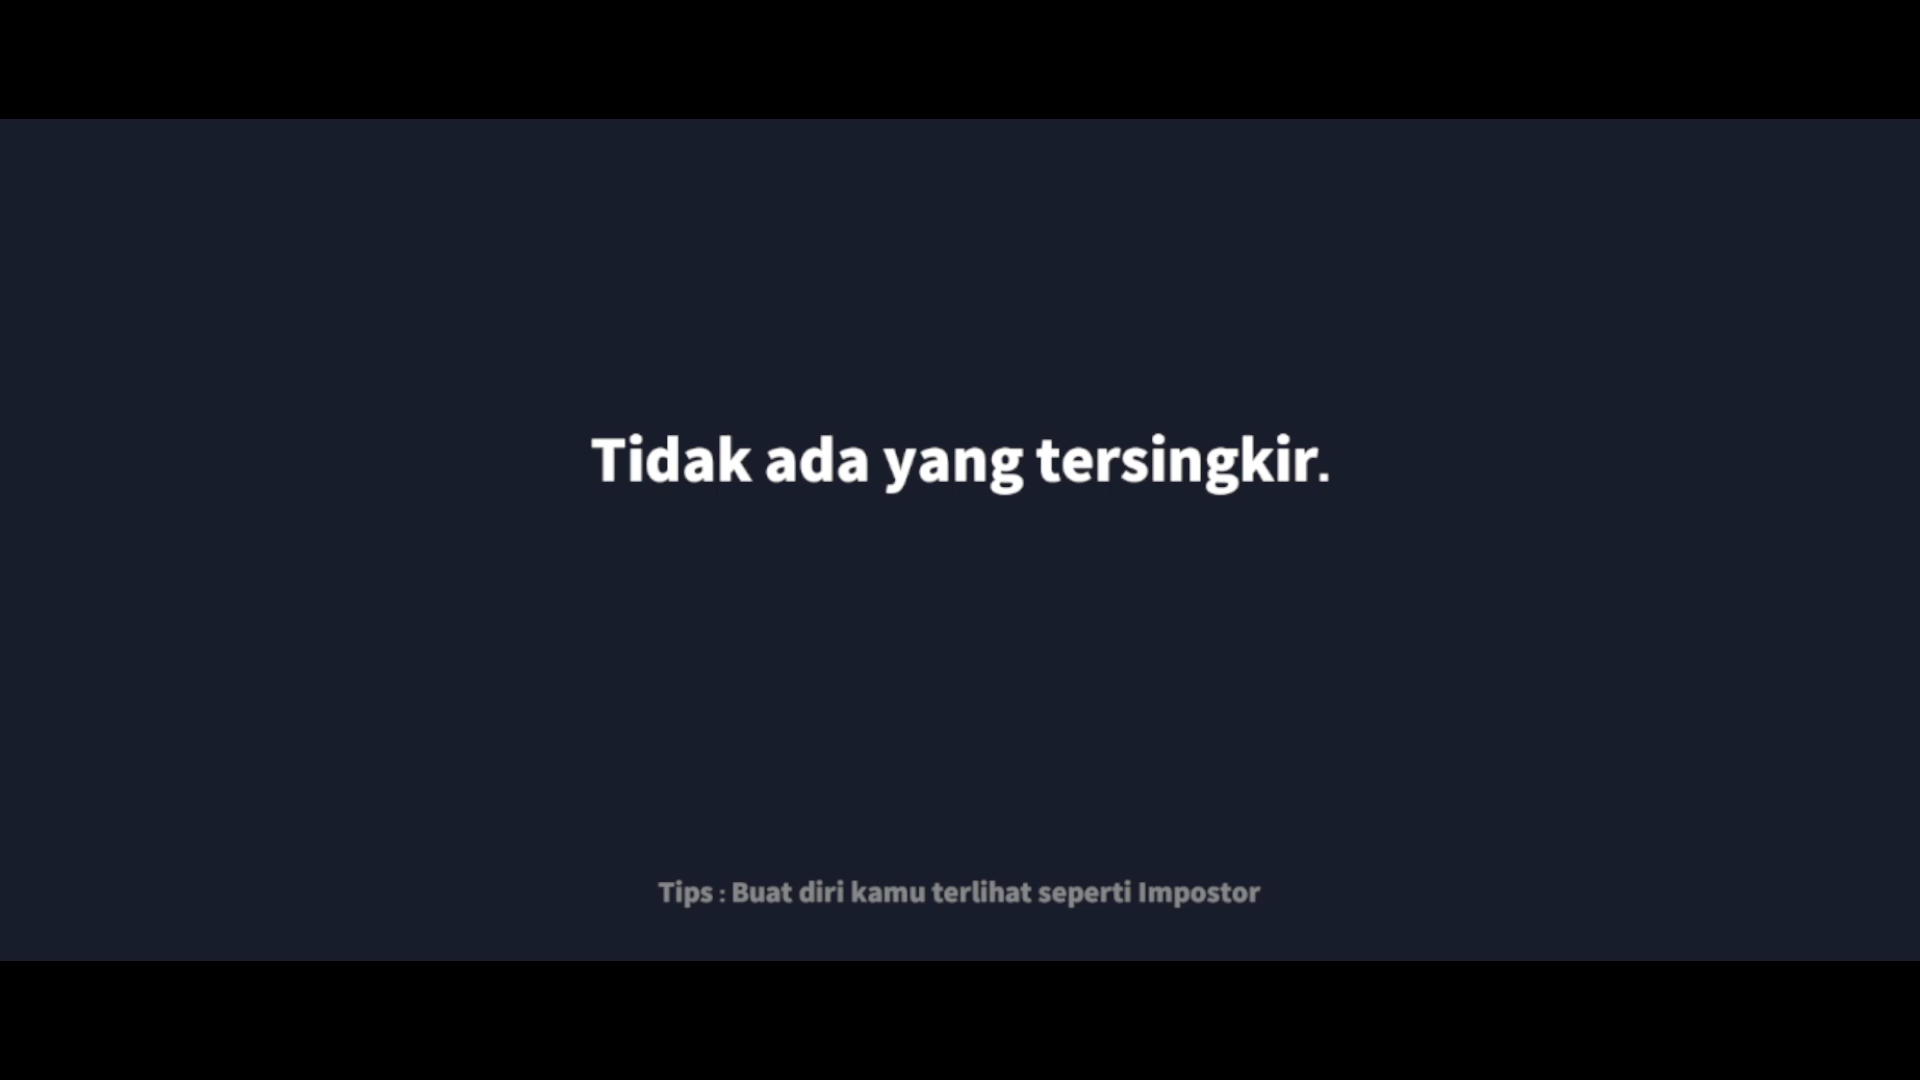 Tidak ada yang tersingkir.
Tips : Buat diri kamu terlihat seperti Impostor